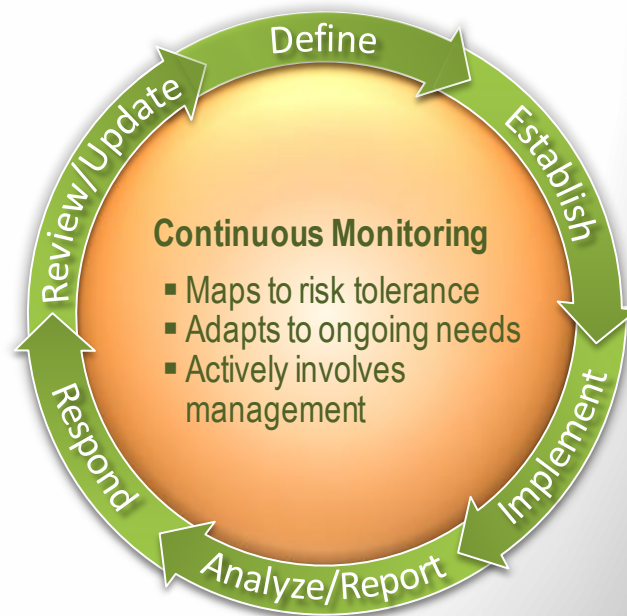 Define
Establish
Implement
Analyze/Report
Respond
Review/Update
Continuous Monitoring
▪ Maps to risk tolerance
▪ Adapts to ongoing needs
▪ Actively involves
management